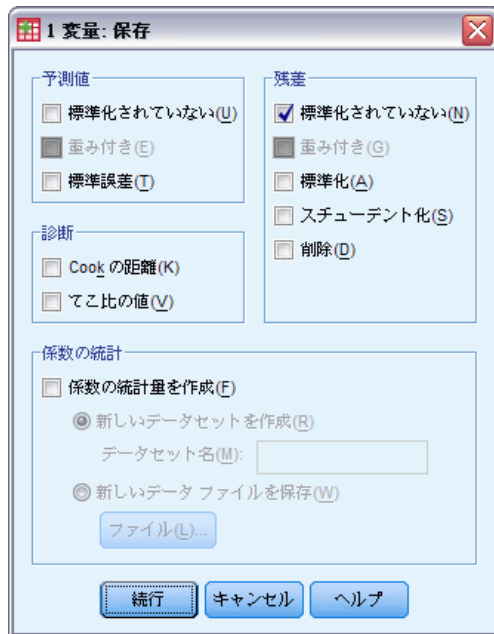 1 変量: 保存
予測値
標準化されていない(U)
重み付き(E)
標準誤差(T)
診断
Cook の距離(K)
てこ比の値(V)
残差
標準化されていない(N)
重み付き(G)
標準化(A)
スチューデント化(S)
削除(D)
係数の統計
係数の統計量を作成(F)
新しいデータセットを作成(R)
データセット名(M):
新しいデータ ファイルを保存(W)
ファイル(L)...
続行 キャンセル ヘルプ